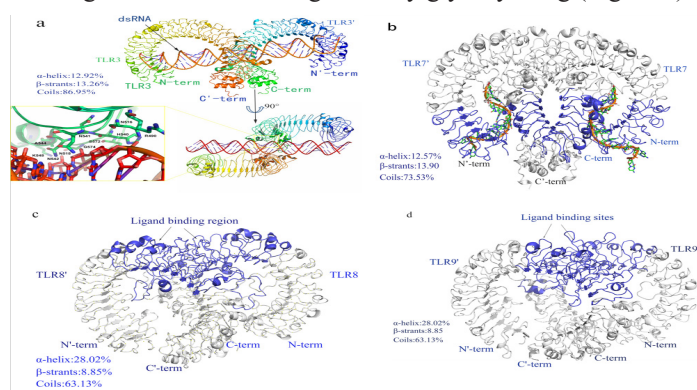 a
dsRNA
TLR3'
TLR3
N-term
N'-term
C-term
C'-term
α-helix:12.92%
β-strants:13.26%
Coils:86.95%
90°
N541
b
TLR7'
TLR7
N-term
C-term
α-helix:12.57%
β-strants:13.90
Coils:73.53%
N'-term
C'-term
c
Ligand binding region
TLR8'
TLR8
N'-term
C'-term
C-term
N-term
α-helix:28.02%
β-strants:8.85%
Coils:63.13%
d
Ligand binding sites
TLR9'
TLR9
α-helix:28.02%
β-strants:8.85
Coils:63.13%
N'-term
C'-term
C-term
N-term